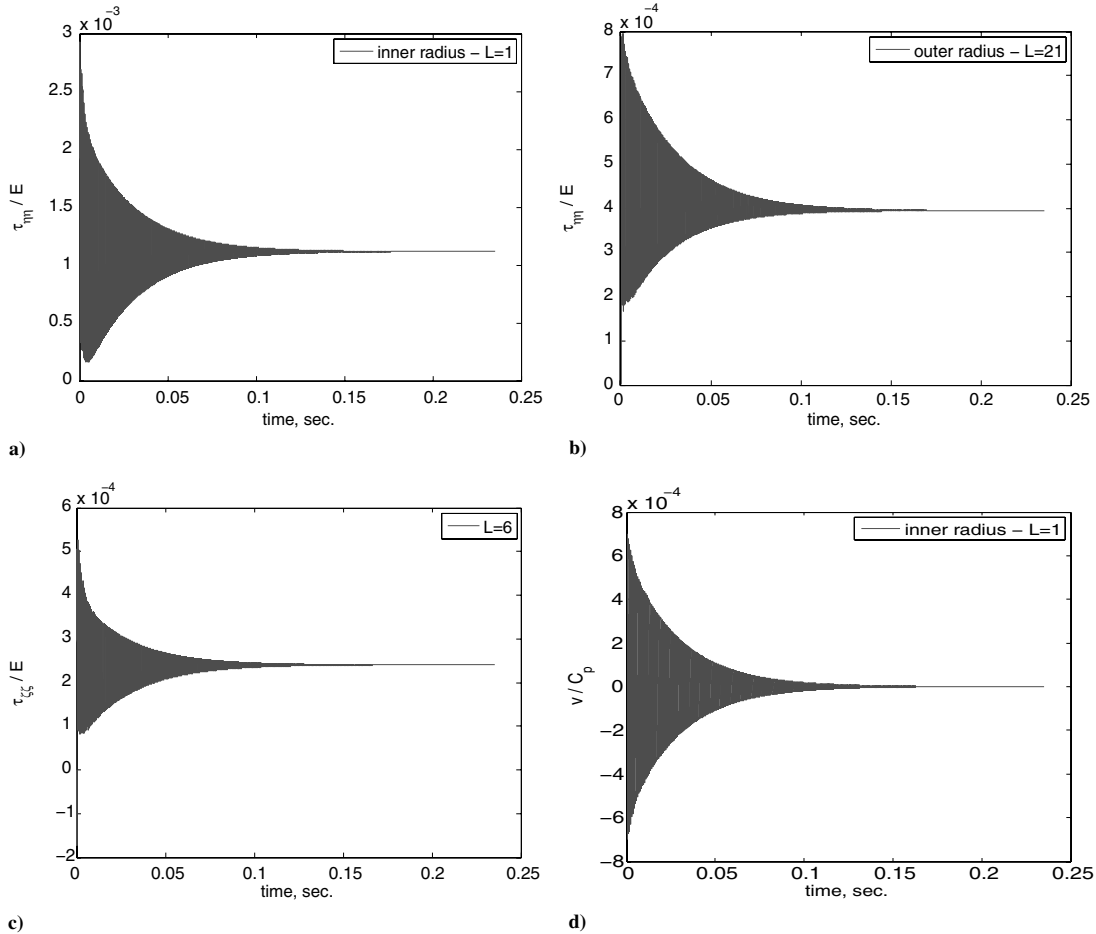 x 10⁻³
inner radius – L=1
3
2.5
2
1.5
1
0.5
0
τηη / E
0 0.05 0.1 0.15 0.2 0.25
time, sec.
a)
x 10⁻⁴
outer radius – L=21
8
7
6
5
4
3
2
1
0
τηη / E
0 0.05 0.1 0.15 0.2 0.25
time, sec.
b)
x 10⁻⁴
L=6
6
5
4
3
2
1
0
−1
−2
τζζ / E
0 0.05 0.1 0.15 0.2 0.25
time, sec.
c)
x 10⁻⁴
inner radius – L=1
8
6
4
2
0
−2
−4
−6
−8
v / Cp
0 0.05 0.1 0.15 0.2 0.25
time, sec.
d)